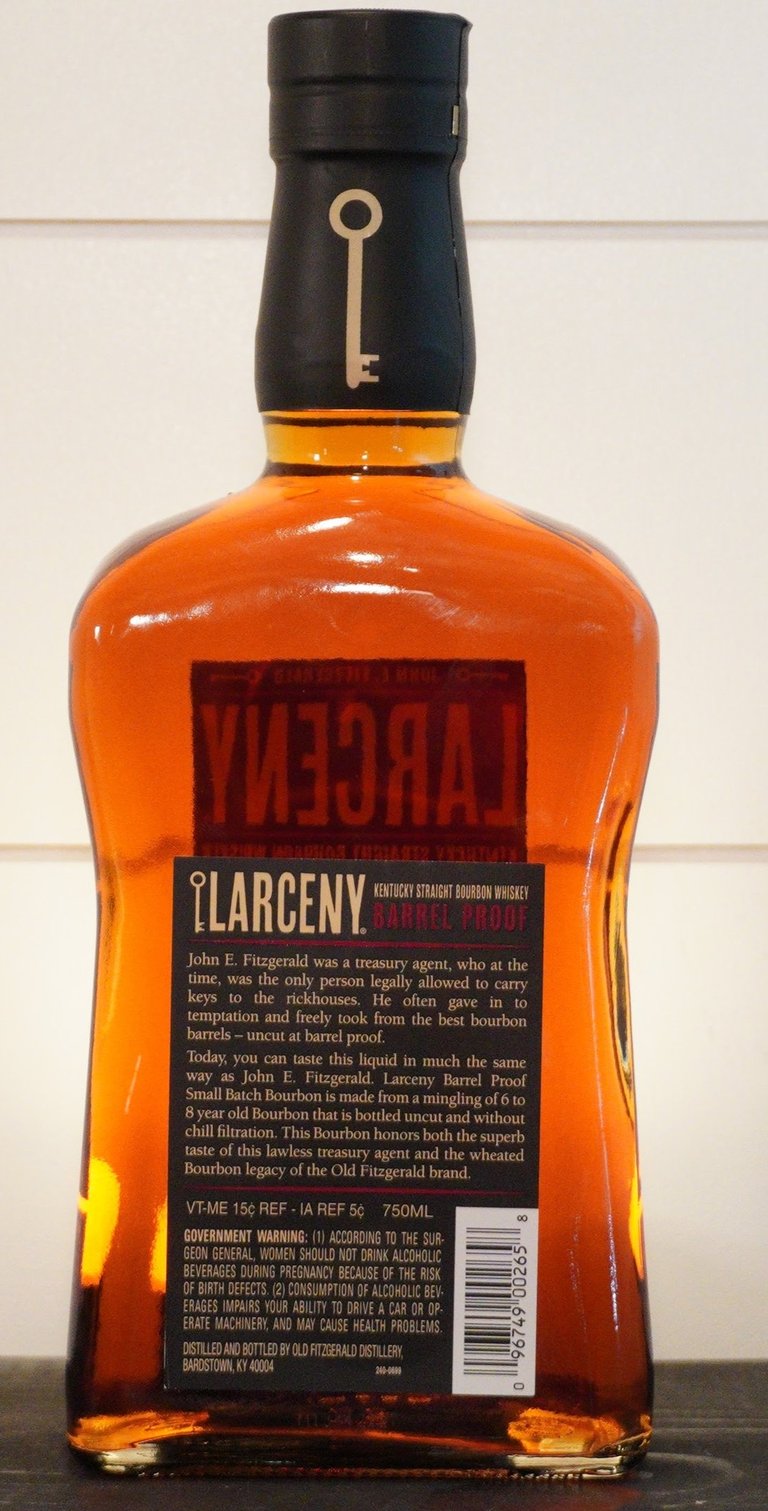 JOHN E. FITZGERALD
LARCENY
KENTUCKY STRAIGHT BOURBON WHISKEY
LARCENY® KENTUCKY STRAIGHT BOURBON WHISKEY
BARREL PROOF
John E. Fitzgerald was a treasury agent, who at the
time, was the only person legally allowed to carry
keys to the rickhouses. He often gave in to
temptation and freely took from the best bourbon
barrels – uncut at barrel proof.
Today, you can taste this liquid in much the same
way as John E. Fitzgerald. Larceny Barrel Proof
Small Batch Bourbon is made from a mingling of 6 to
8 year old Bourbon that is bottled uncut and without
chill filtration. This Bourbon honors both the superb
taste of this lawless treasury agent and the wheated
Bourbon legacy of the Old Fitzgerald brand.
VT-ME 15¢ REF - IA REF 5¢ 750ML
GOVERNMENT WARNING: (1) ACCORDING TO THE SUR-
GEON GENERAL, WOMEN SHOULD NOT DRINK ALCOHOLIC
BEVERAGES DURING PREGNANCY BECAUSE OF THE RISK
OF BIRTH DEFECTS. (2) CONSUMPTION OF ALCOHOLIC BEV-
ERAGES IMPAIRS YOUR ABILITY TO DRIVE A CAR OR OP-
ERATE MACHINERY, AND MAY CAUSE HEALTH PROBLEMS.
DISTILLED AND BOTTLED BY OLD FITZGERALD DISTILLERY,
BARDSTOWN, KY 40004
240-0699
0 96749 00265 8